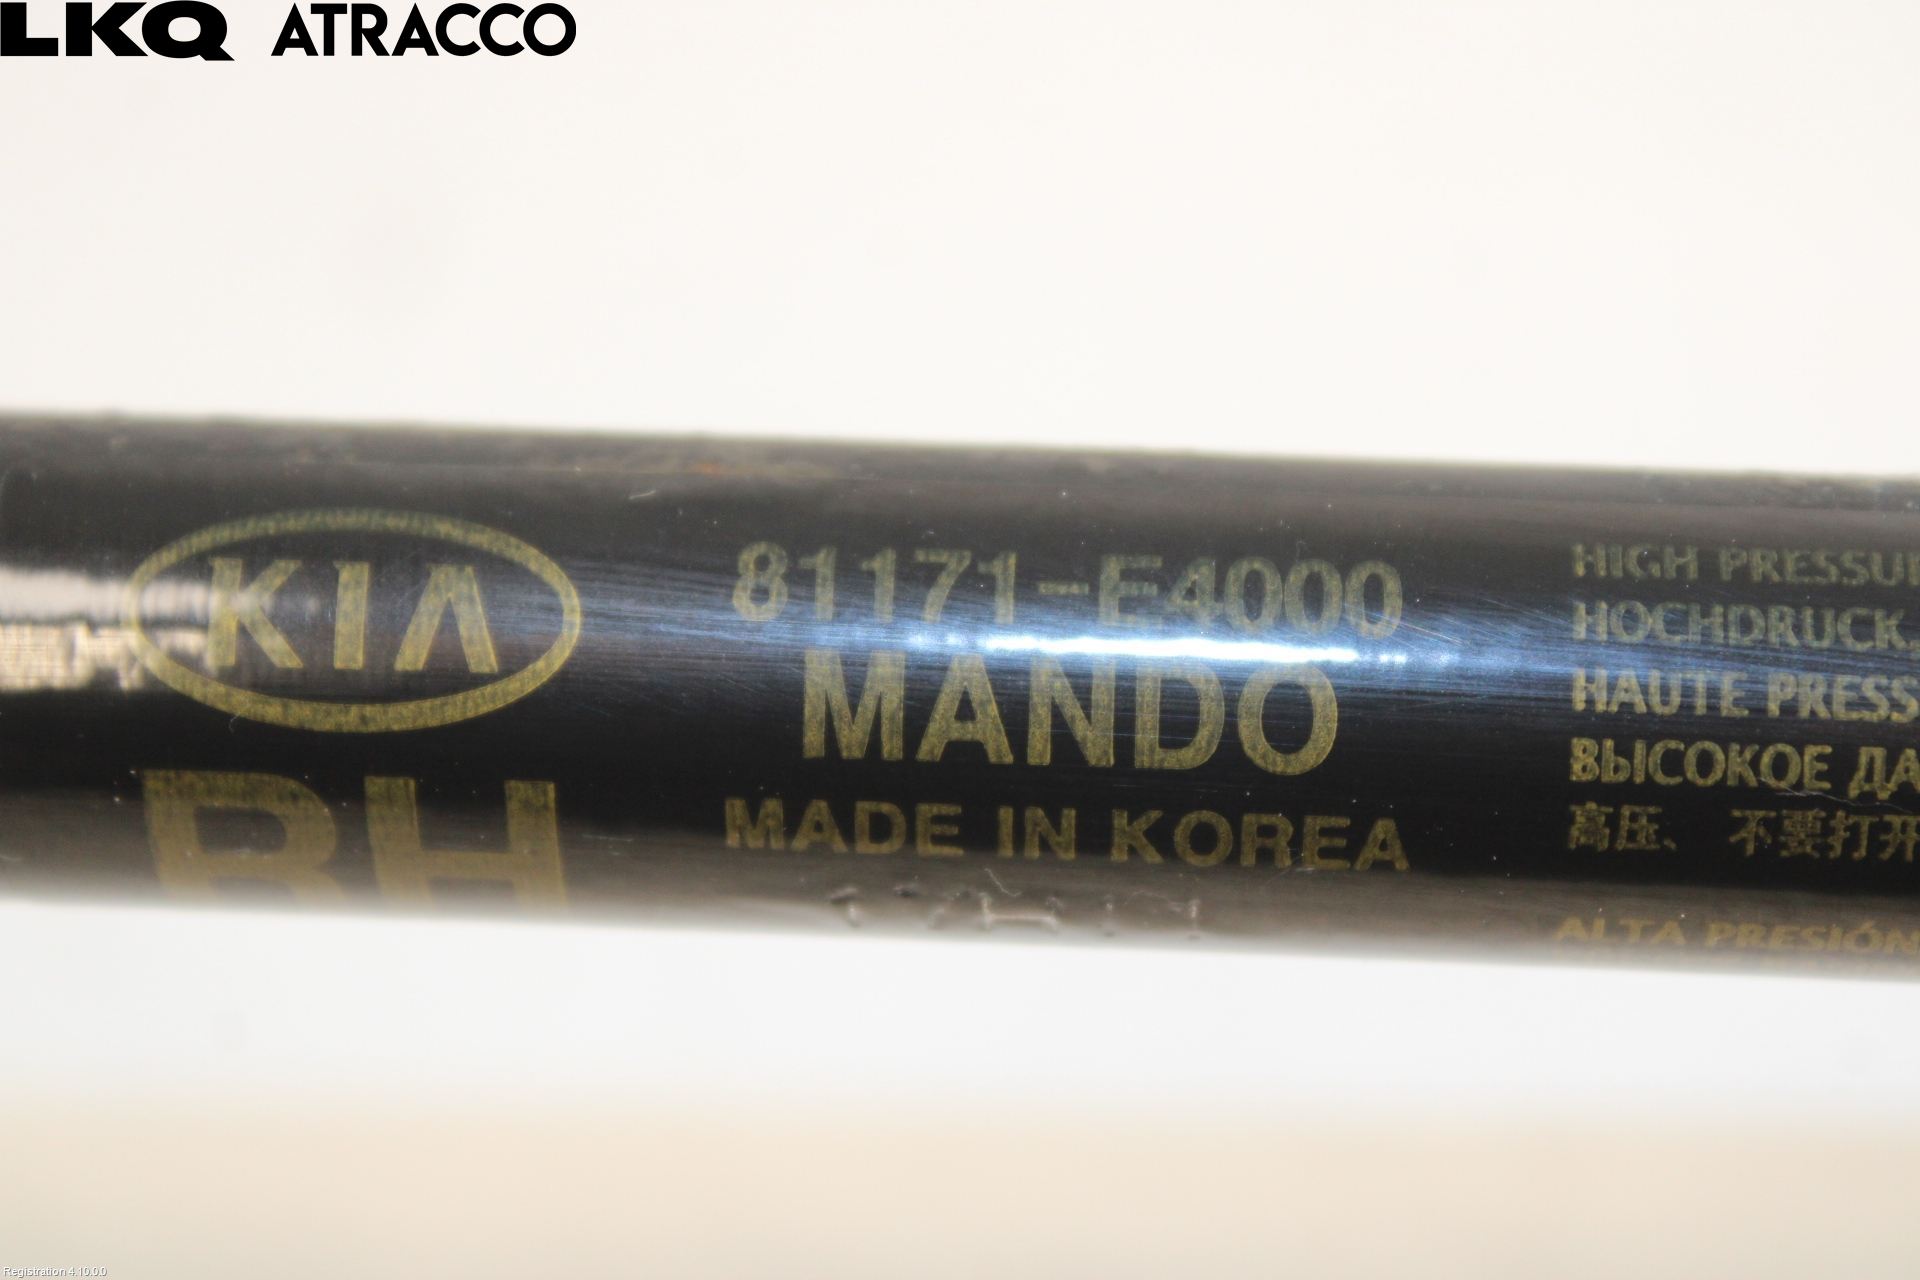 LKQ ATRACCO
KIA
RH
81171-E4000
MANDO
MADE IN KOREA
HIGH PRESSU
HOCHDRUCK,
HAUTE PRESS
ВЫСОКОЕ ДА
高压、 不要打开
ALTA PRESIÓN
Registration 4.10.0.0